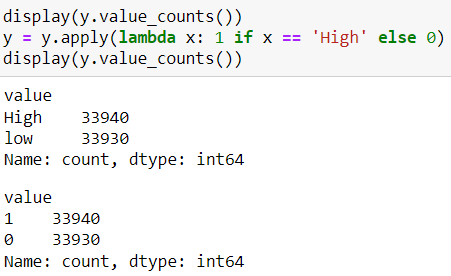 display(y.value_counts())
y = y.apply(lambda x: 1 if x == 'High' else 0)
display(y.value_counts())
value
High    33940
low     33930
Name: count, dtype: int64
value
1    33940
0    33930
Name: count, dtype: int64